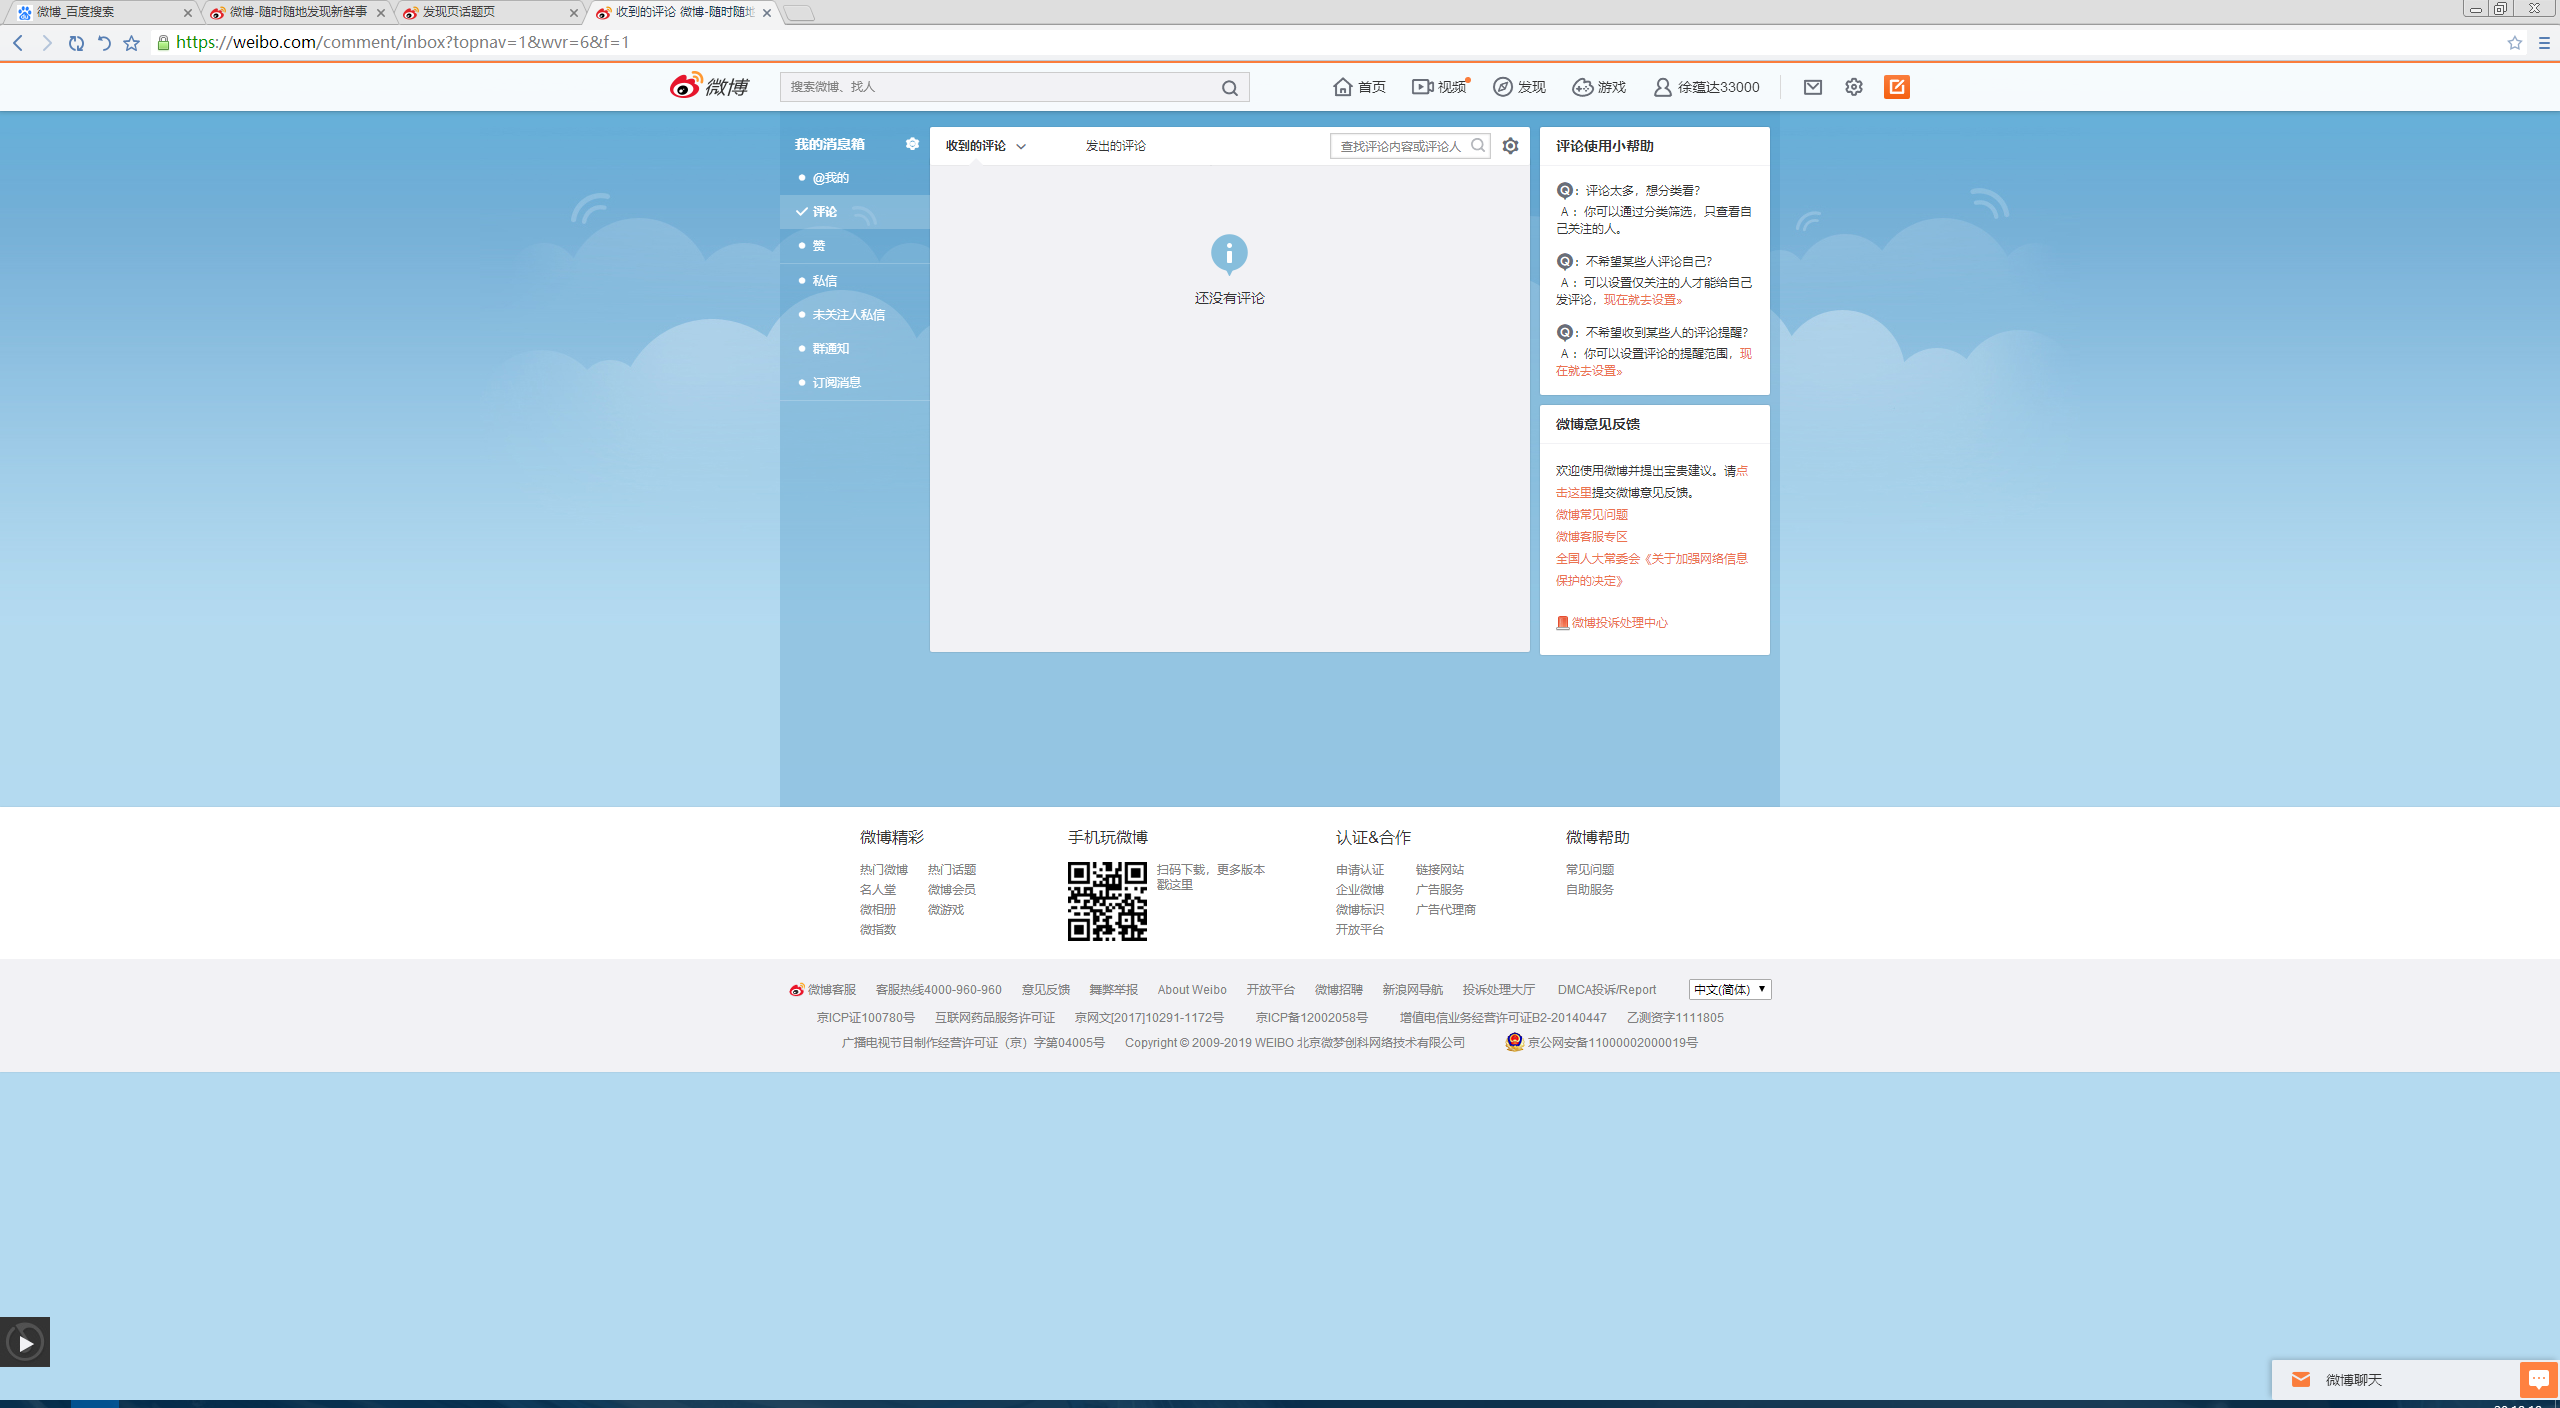 微博_百度搜索
微博-随时随地发现新鲜事
发现页话题页
收到的评论 微博-随时随地
https://weibo.com/comment/inbox?topnav=1&wvr=6&f=1
微博
搜索微博、找人
首页
视频
发现
游戏
徐蕴达33000
我的消息箱
@我的
评论
赞
私信
未关注人私信
群通知
订阅消息
收到的评论
发出的评论
查找评论内容或评论人
还没有评论
评论使用小帮助
Q：评论太多，想分类看？
A：你可以通过分类筛选，只查看自
己关注的人。
Q：不希望某些人评论自己？
A：可以设置仅关注的人才能给自己
发评论，现在就去设置»
Q：不希望收到某些人的评论提醒？
A：你可以设置评论的提醒范围，现
在就去设置»
微博意见反馈
欢迎使用微博并提出宝贵建议。请点
击这里提交微博意见反馈。
微博常见问题
微博客服专区
全国人大常委会《关于加强网络信息
保护的决定》
微博投诉处理中心
微博精彩
热门微博 热门话题
名人堂 微博会员
微相册 微游戏
微指数
手机玩微博
扫码下载，更多版本
戳这里
认证&合作
申请认证 链接网站
企业微博 广告服务
微博标识 广告代理商
开放平台
微博帮助
常见问题
自助服务
微博客服 客服热线4000-960-960 意见反馈 舞弊举报 About Weibo 开放平台 微博招聘 新浪网导航 投诉处理大厅 DMCA投诉/Report 中文(简体)
京ICP证100780号 互联网药品服务许可证 京网文[2017]10291-1172号 京ICP备12002058号 增值电信业务经营许可证B2-20140447 乙测资字1111805
广播电视节目制作经营许可证（京）字第04005号 Copyright © 2009-2019 WEIBO 北京微梦创科网络技术有限公司 京公网安备11000002000019号
微博聊天